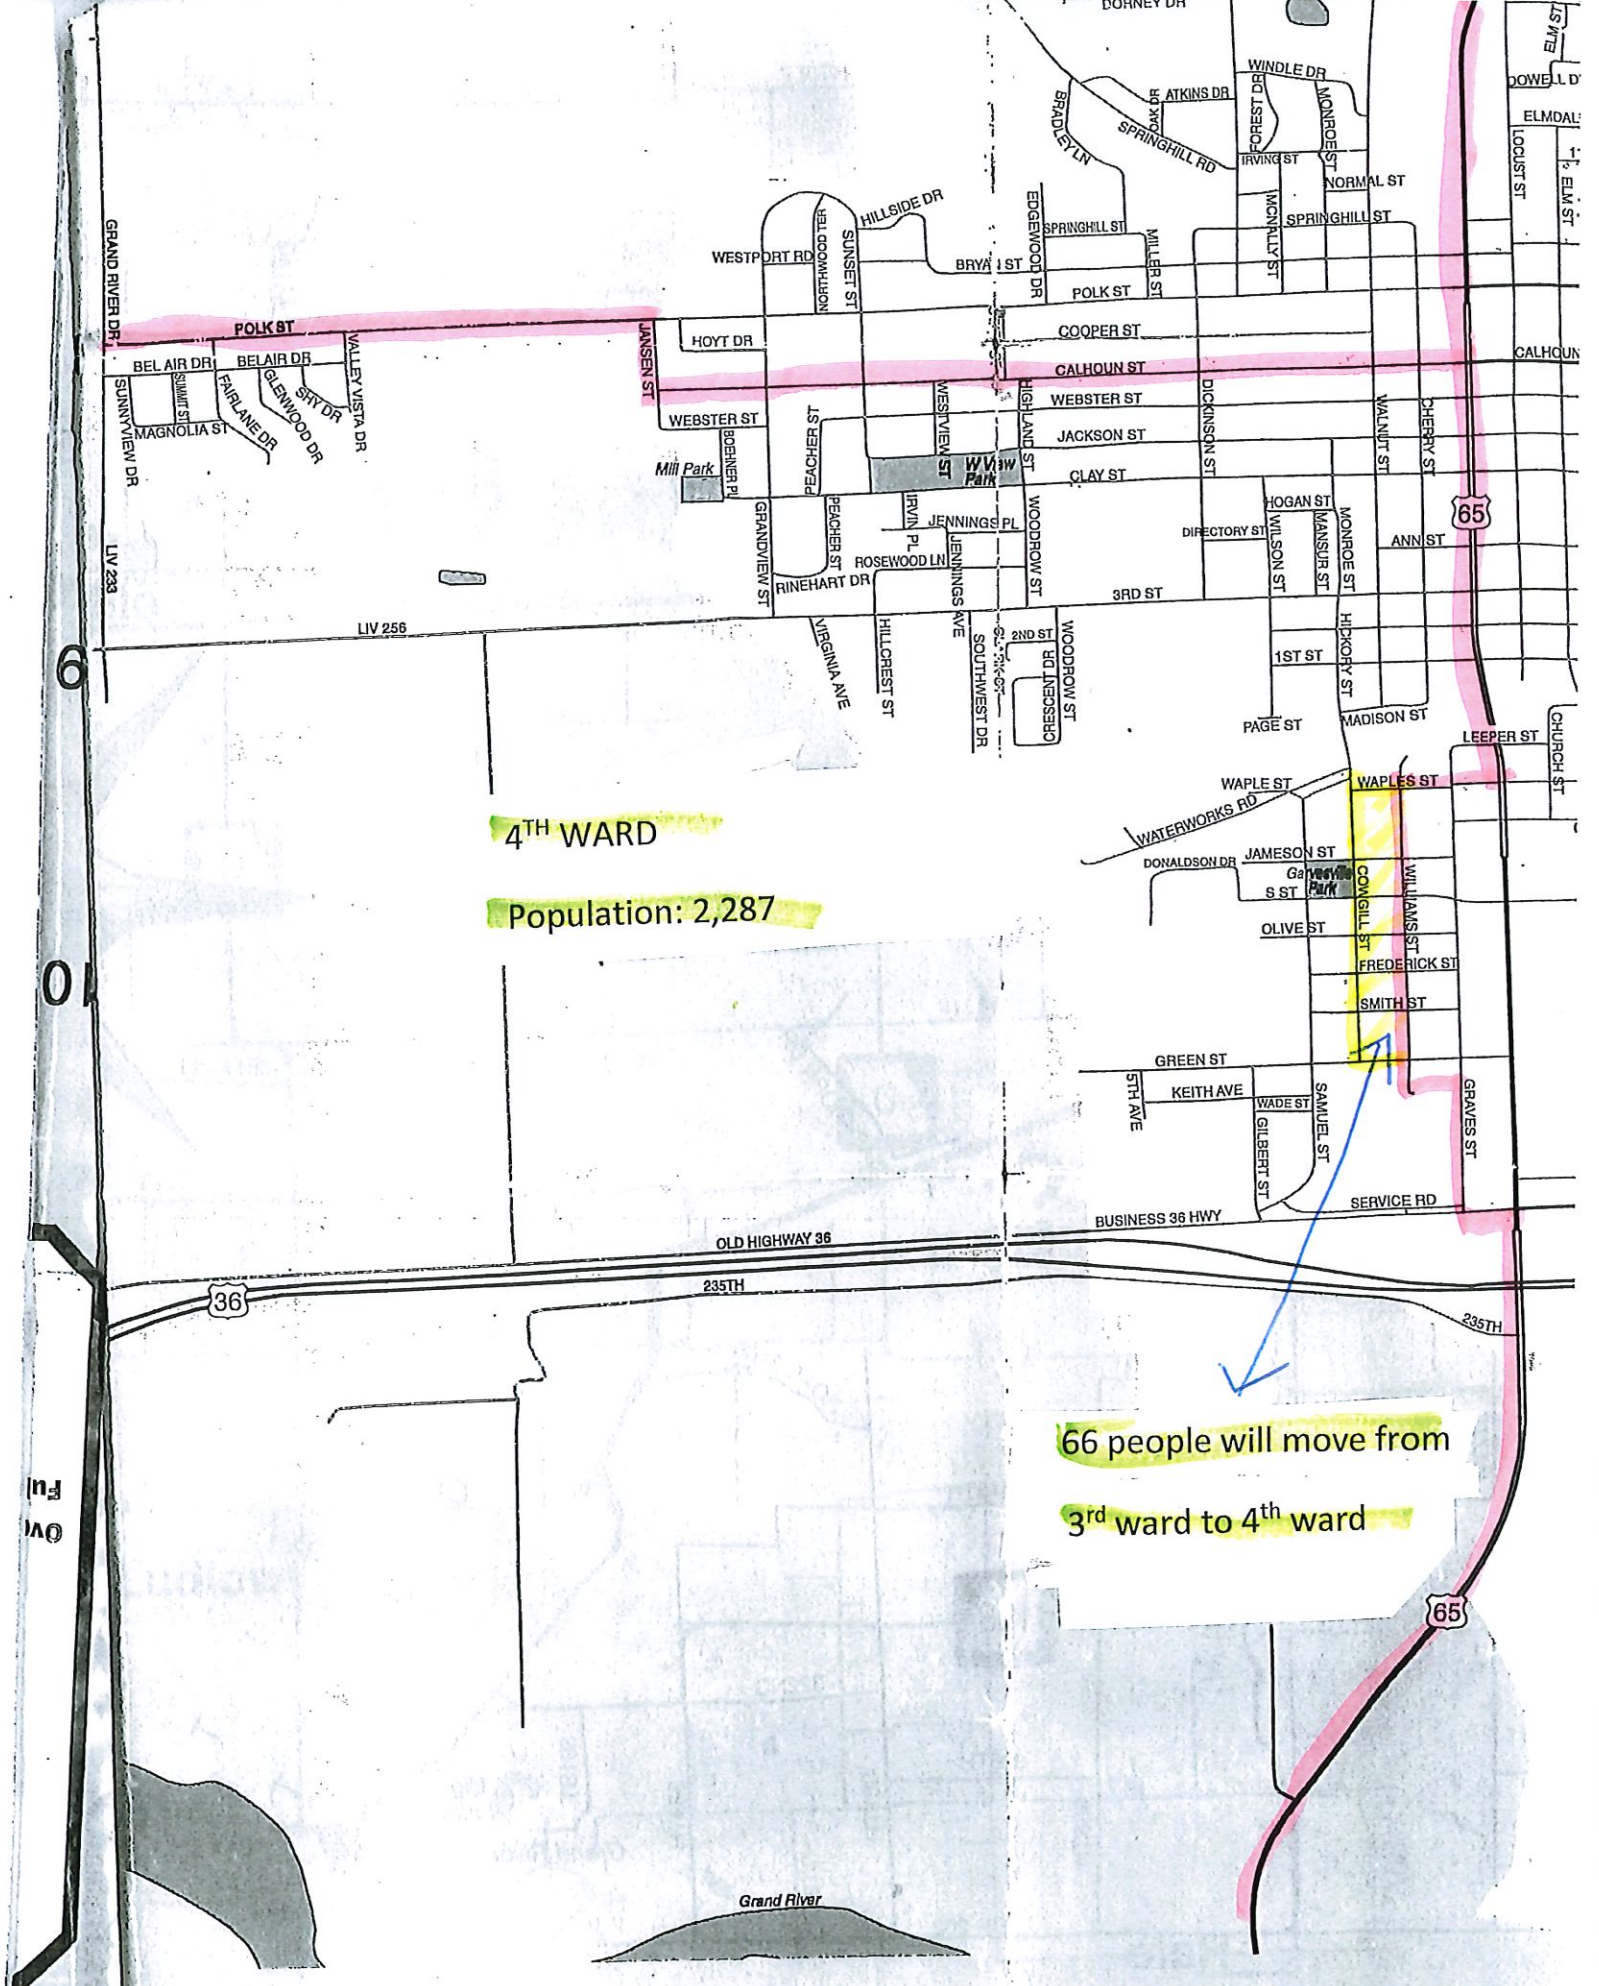 DORNEY DR
ELM ST
WINDLE DR
DOWELL D
ATKINS DR
OAK DR
FOREST DR
MONROE ST
BRADLEY LN
SPRINGHILL RD
ELMDAL
LOCUST ST
IRVING ST
ELM ST
NORMAL ST
MCNALLY ST
SPRINGHILL ST
EDGEWOOD DR
HILLSIDE DR
SPRINGHILL ST
MILLER ST
GRAND RIVER DR
WESTPORT RD
NORTHWOOD TER
SUNSET ST
BRYAN ST
POLK ST
POLK ST
COOPER ST
JANSEN ST
HOYT DR
CALHOUN ST
CALHOUN
BEL AIR DR
BELAIR DR
VALLEY VISTA DR
SUNNYVIEW DR
SUMMIT ST
FAIRLANE DR
GLENWOOD DR
SHY DR
MAGNOLIA ST
WEBSTER ST
WEBSTER ST
PEACHER ST
WESTVIEW ST
HIGHLAND ST
DICKINSON ST
WALNUT ST
CHERRY ST
JACKSON ST
BOEHNER PL
Mill Park
W View
Park
CLAY ST
GRANDVIEW ST
PEACHER ST
IRVIN PL
JENNINGS PL
WOODROW ST
HOGAN ST
DIRECTORY ST
WILSON ST
MANSUR ST
MONROE ST
ANN ST
65
LIV 233
ROSEWOOD LN
JENNINGS AVE
RINEHART DR
3RD ST
LIV 256
VIRGINIA AVE
HILLCREST ST
SOUTHWEST DR
CLARK CT
2ND ST
CRESCENT DR
WOODROW ST
HICKORY ST
1ST ST
9
PAGE ST
MADISON ST
LEEPER ST
CHURCH ST
WAPLE ST
WAPLES ST
WATERWORKS RD
4TH WARD
DONALDSON DR
JAMESON ST
Garvesville
Park
S ST
COWGILL ST
WILLIAMS ST
Population: 2,287
OLIVE ST
FREDERICK ST
10
SMITH ST
GREEN ST
5TH AVE
KEITH AVE
WADE ST
GILBERT ST
SAMUEL ST
GRAVES ST
SERVICE RD
BUSINESS 36 HWY
OLD HIGHWAY 36
36
235TH
235TH
66 people will move from
3rd ward to 4th ward
Fu
Ove
65
Grand River